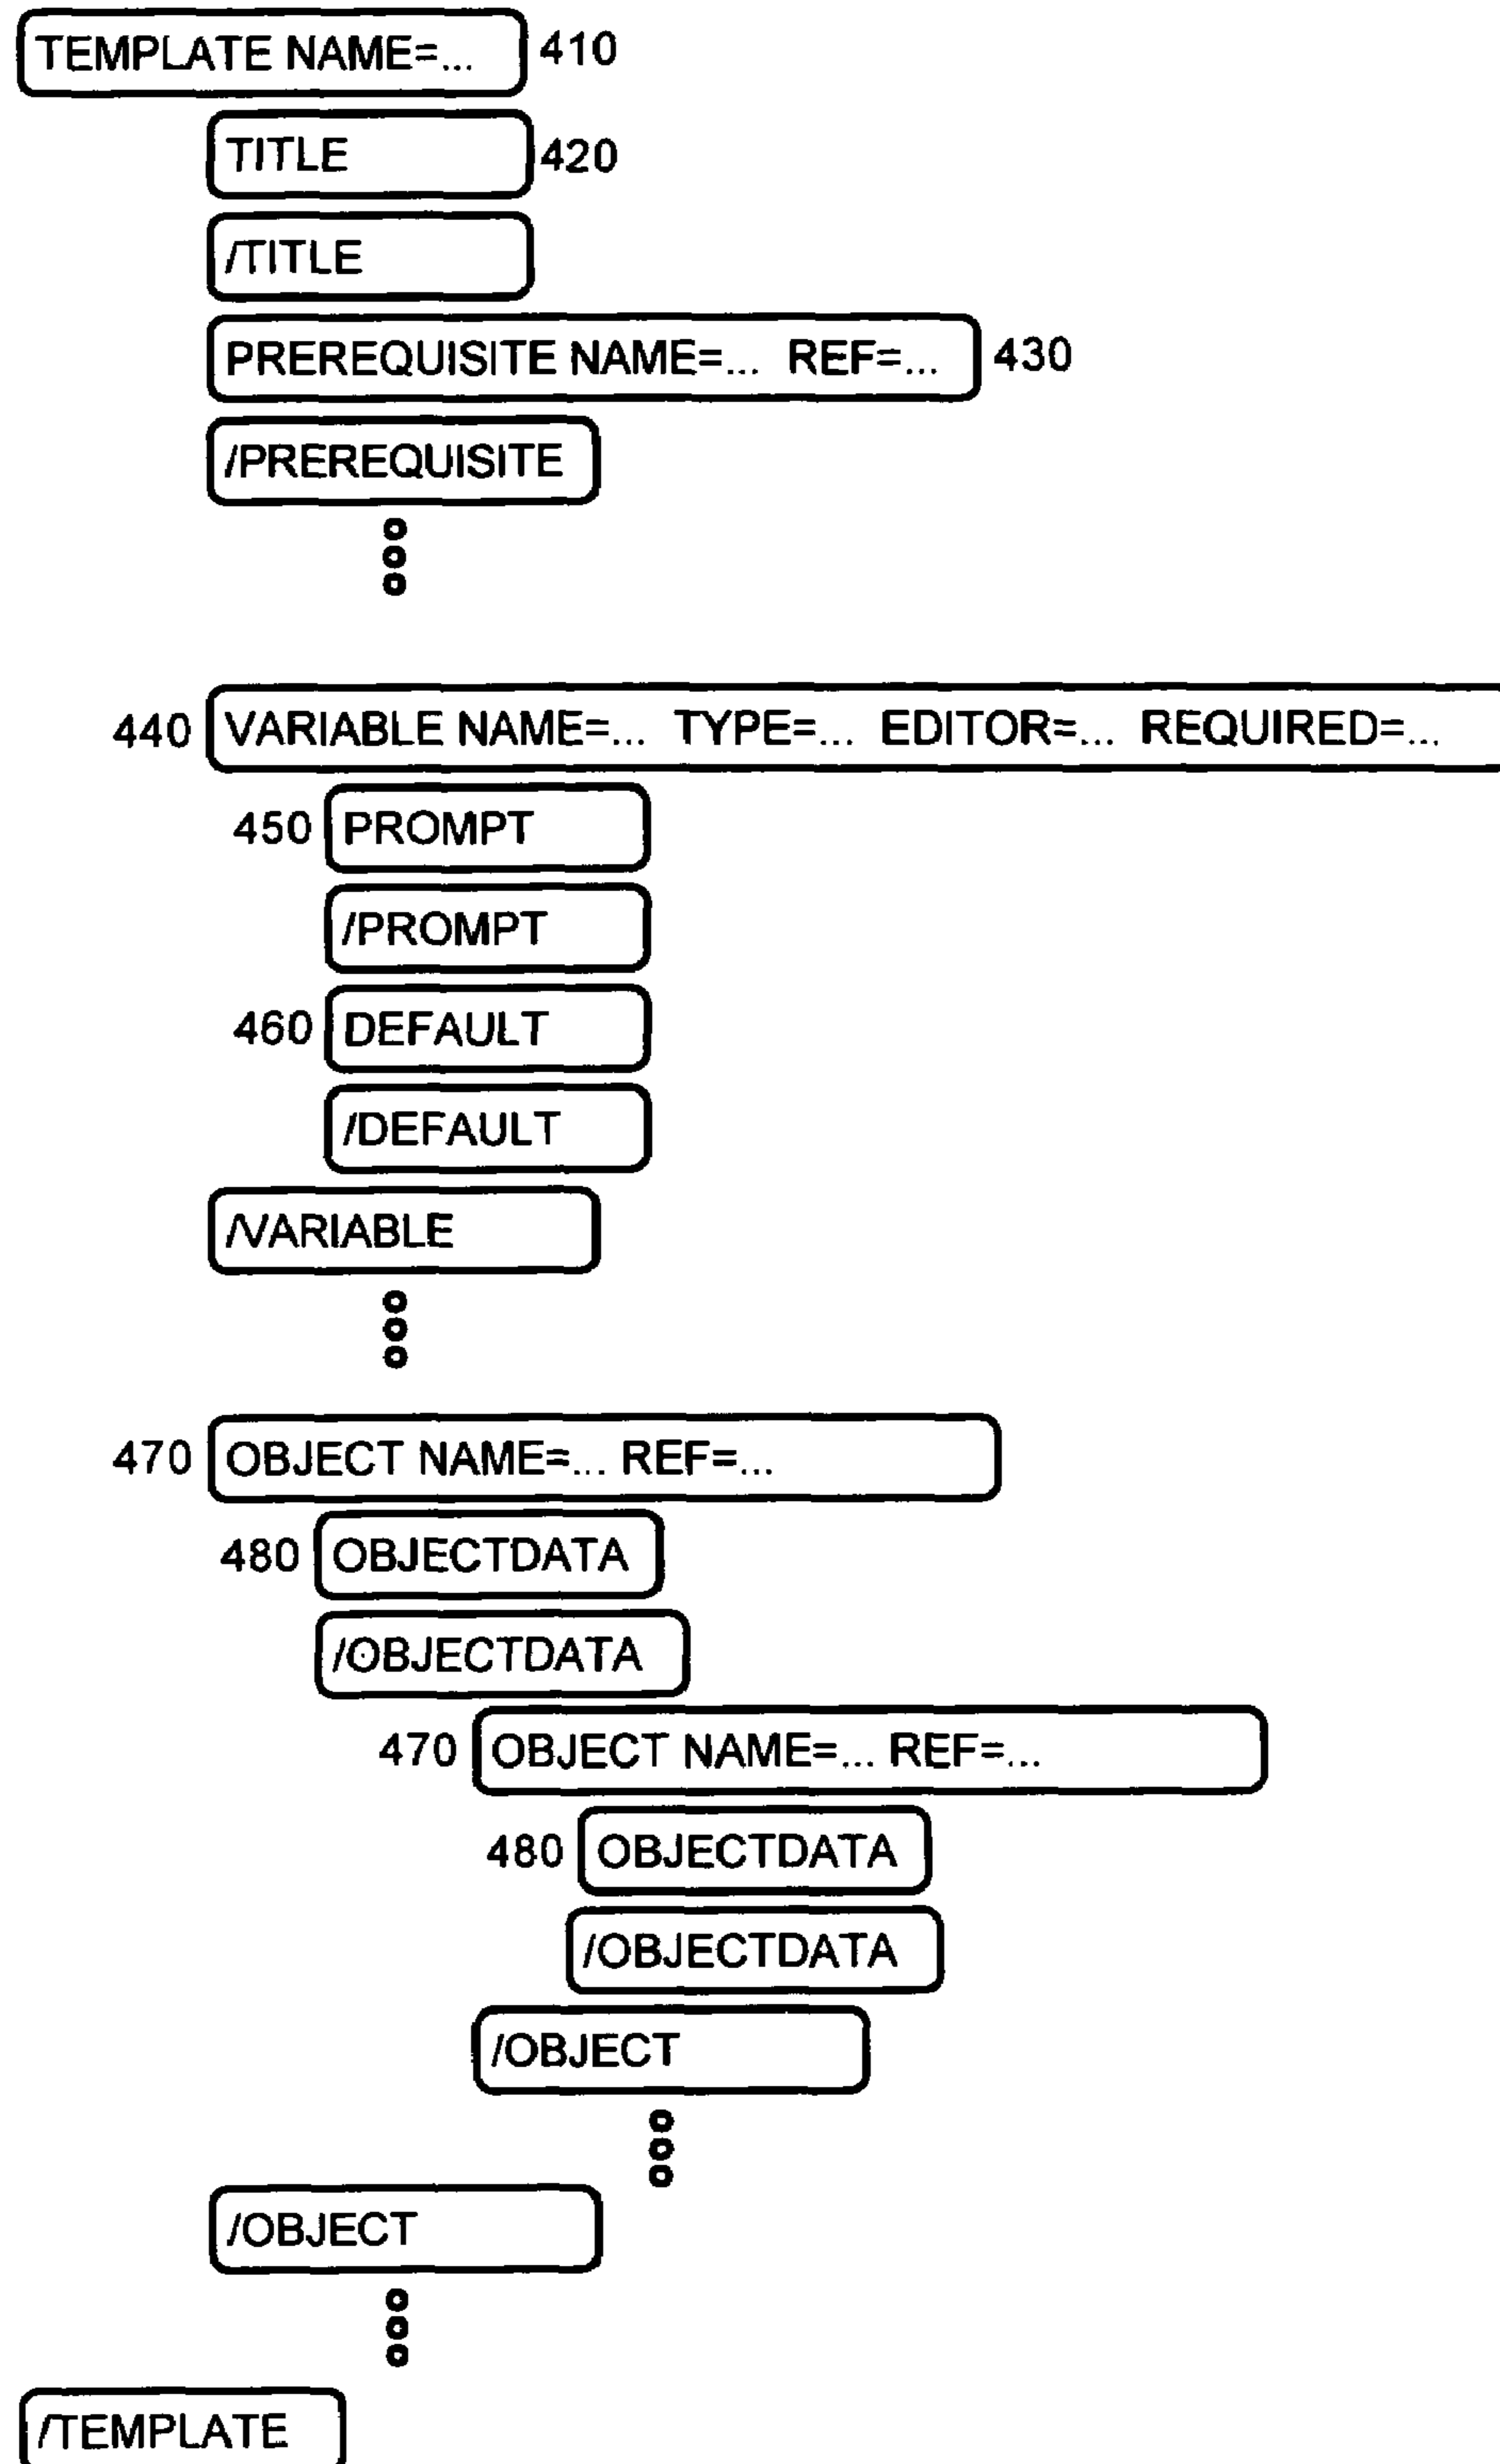 TEMPLATE NAME=... 410
TITLE 420
/TITLE
PREREQUISITE NAME=... REF=... 430
/PREREQUISITE
440 VARIABLE NAME=... TYPE=... EDITOR=... REQUIRED=...
450 PROMPT
/PROMPT
460 DEFAULT
/DEFAULT
/VARIABLE
470 OBJECT NAME=... REF=...
480 OBJECTDATA
/OBJECTDATA
470 OBJECT NAME=... REF=...
480 OBJECTDATA
/OBJECTDATA
/OBJECT
/OBJECT
/TEMPLATE